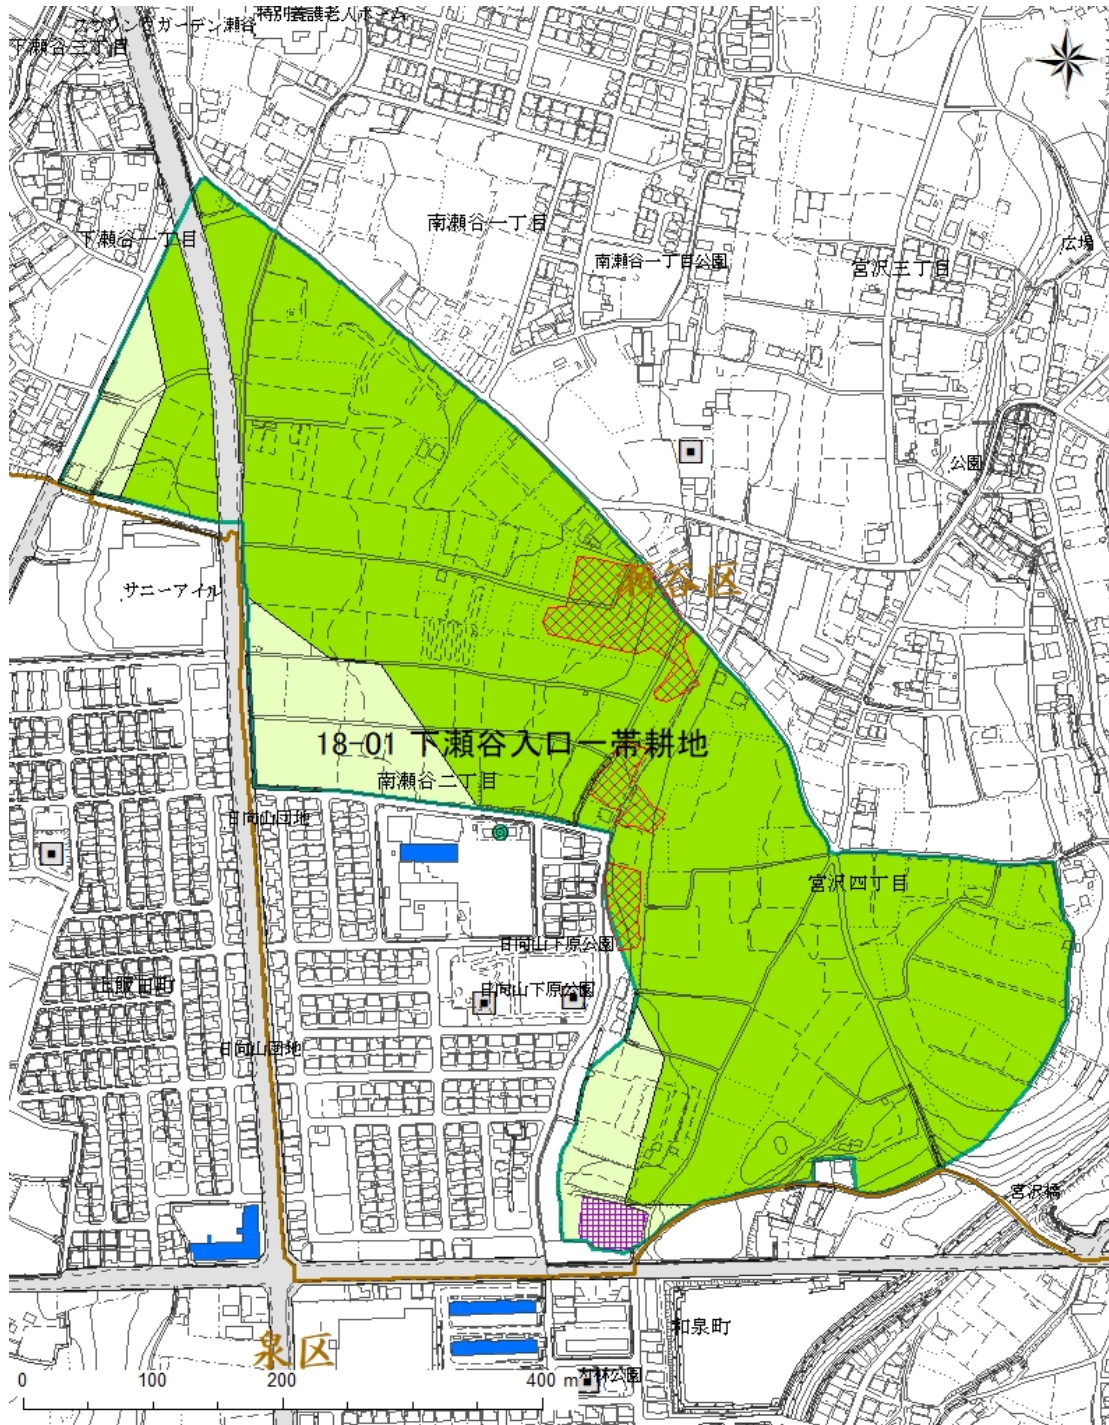 特別養護老人ホーム
下瀬谷三丁目
下瀬谷一丁目
南瀬谷一丁目
南瀬谷一丁目公園
宮沢三丁目
広場
公園
瀬谷区
サニーアイル
18-01 下瀬谷入口一帯耕地
南瀬谷二丁目
日向山団地
宮沢四丁目
日向山下原公園
日向山下原公園
上飯田町
日向山団地
宮沢橋
和泉町
泉区
0 100 200 400 m